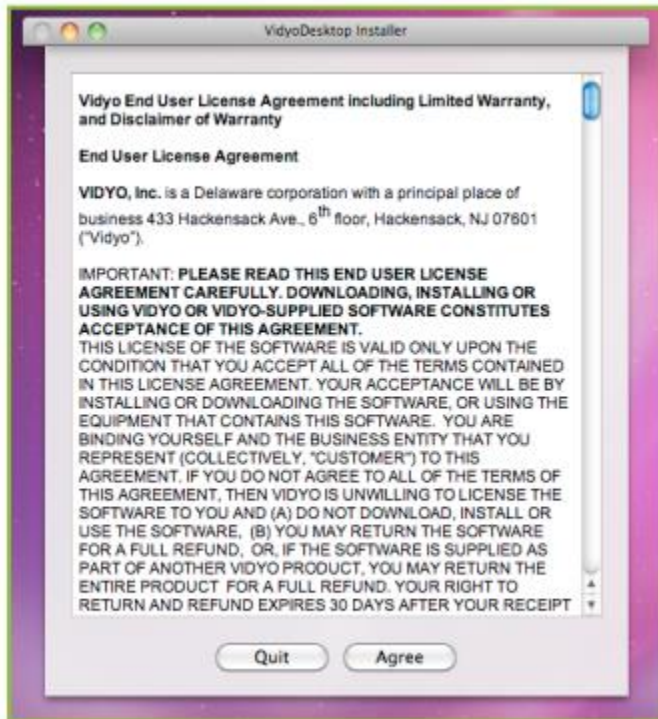 VidyoDesktop Installer
Vidyo End User License Agreement including Limited Warranty,
and Disclaimer of Warranty
End User License Agreement
VIDYO, Inc. is a Delaware corporation with a principal place of
business 433 Hackensack Ave., 6th floor, Hackensack, NJ 07601
("Vidyo").
IMPORTANT: PLEASE READ THIS END USER LICENSE
AGREEMENT CAREFULLY. DOWNLOADING, INSTALLING OR
USING VIDYO OR VIDYO-SUPPLIED SOFTWARE CONSTITUTES
ACCEPTANCE OF THIS AGREEMENT.
THIS LICENSE OF THE SOFTWARE IS VALID ONLY UPON THE
CONDITION THAT YOU ACCEPT ALL OF THE TERMS CONTAINED
IN THIS LICENSE AGREEMENT. YOUR ACCEPTANCE WILL BE BY
INSTALLING OR DOWNLOADING THE SOFTWARE, OR USING THE
EQUIPMENT THAT CONTAINS THIS SOFTWARE. YOU ARE
BINDING YOURSELF AND THE BUSINESS ENTITY THAT YOU
REPRESENT (COLLECTIVELY, "CUSTOMER") TO THIS
AGREEMENT. IF YOU DO NOT AGREE TO ALL OF THE TERMS OF
THIS AGREEMENT, THEN VIDYO IS UNWILLING TO LICENSE THE
SOFTWARE TO YOU AND (A) DO NOT DOWNLOAD, INSTALL OR
USE THE SOFTWARE, (B) YOU MAY RETURN THE SOFTWARE
FOR A FULL REFUND, OR, IF THE SOFTWARE IS SUPPLIED AS
PART OF ANOTHER VIDYO PRODUCT, YOU MAY RETURN THE
ENTIRE PRODUCT FOR A FULL REFUND. YOUR RIGHT TO
RETURN AND REFUND EXPIRES 30 DAYS AFTER YOUR RECEIPT
Quit Agree